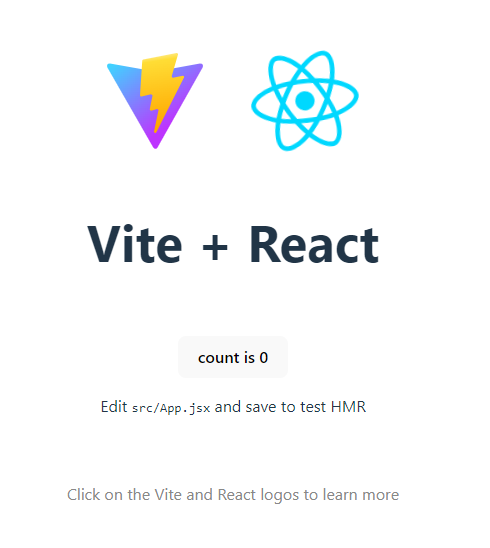 Vite + React
count is 0
Edit src/App.jsx and save to test HMR
Click on the Vite and React logos to learn more